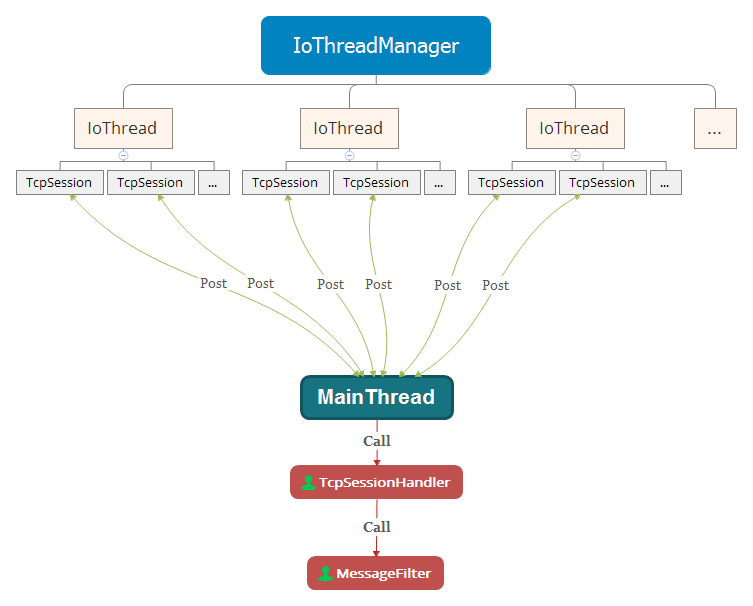 IoThreadManager
IoThread IoThread IoThread ...
TcpSession TcpSession ... TcpSession TcpSession ... TcpSession TcpSession ...
Post Post Post Post Post Post
MainThread
Call
TcpSessionHandler
Call
MessageFilter